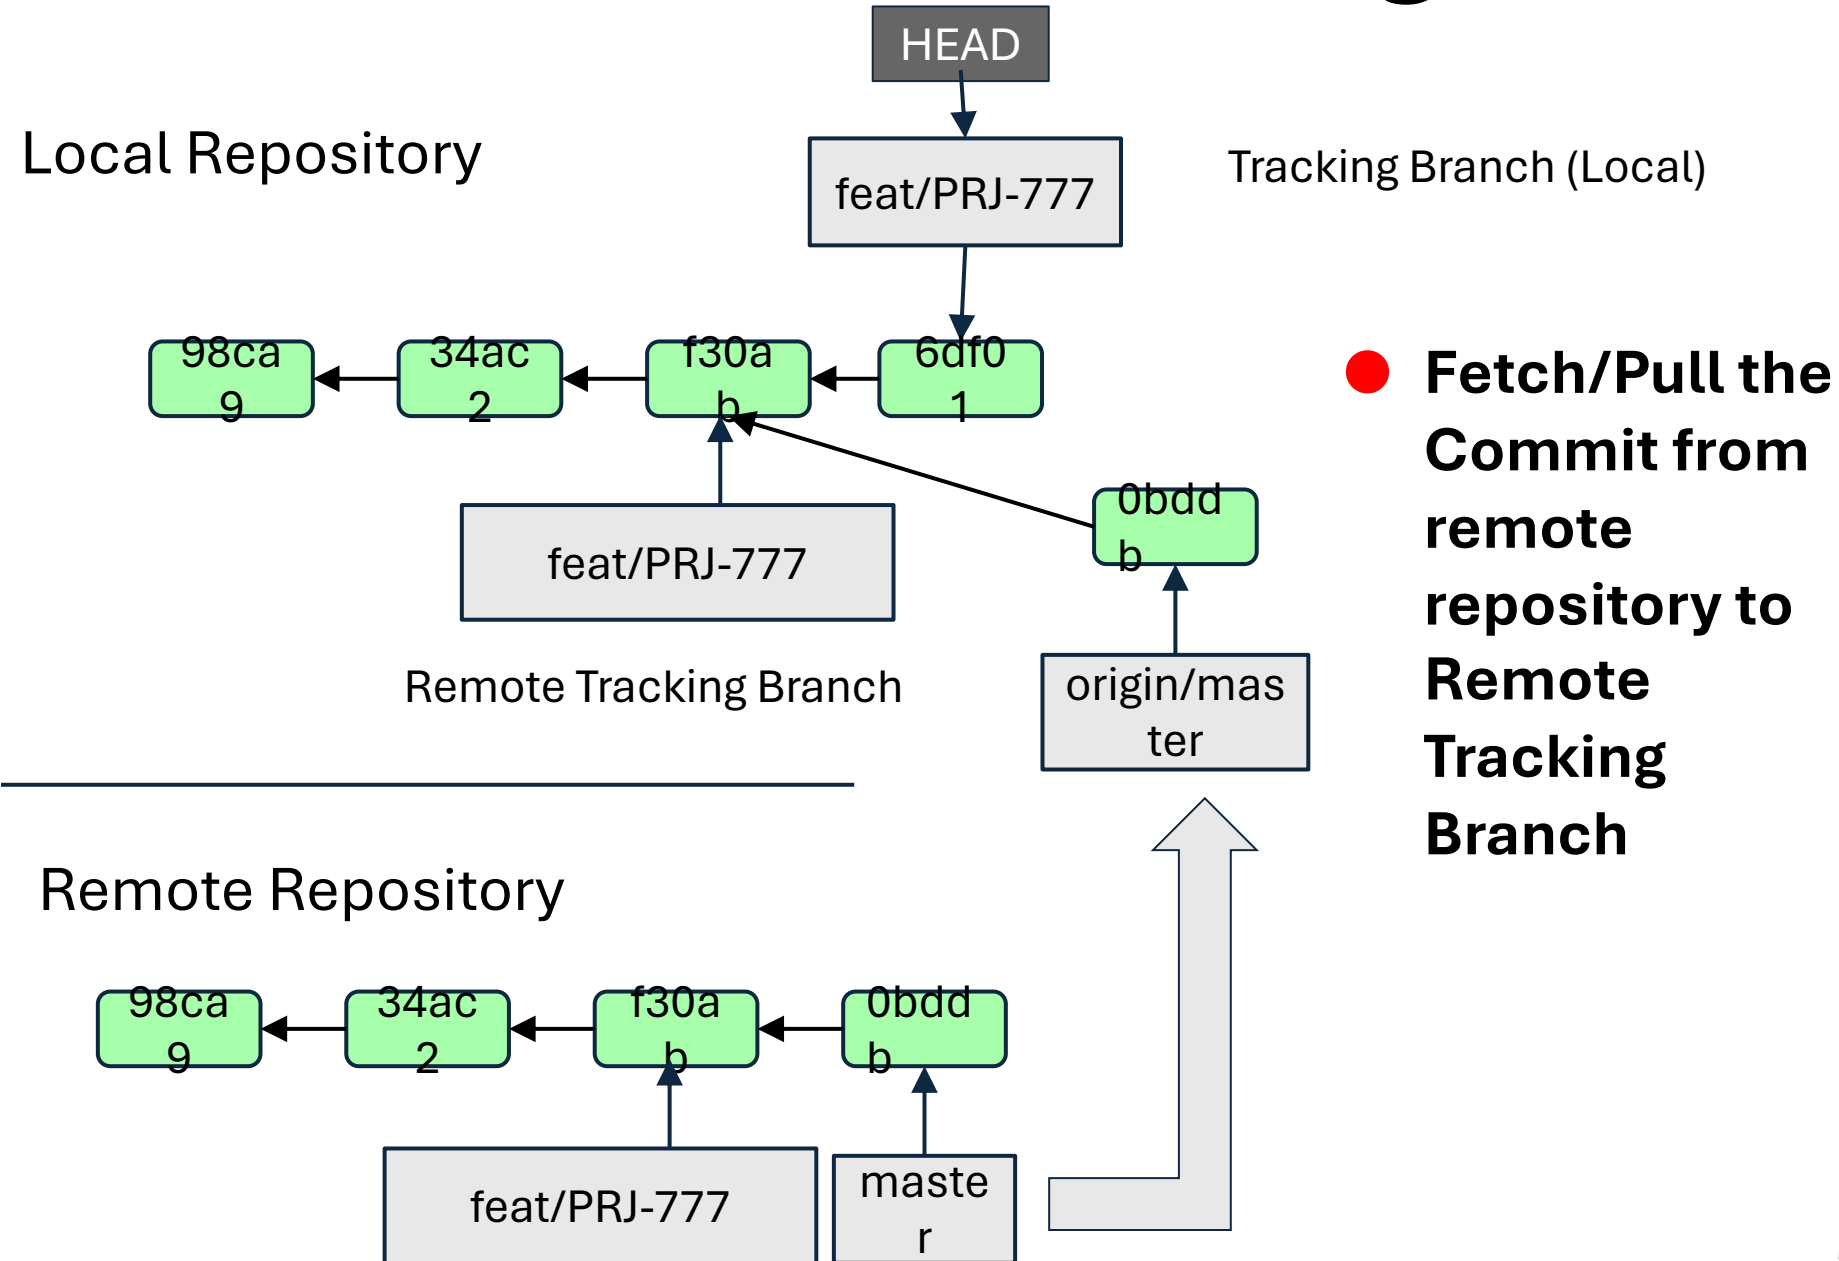 HEAD
Local Repository
feat/PRJ-777
Tracking Branch (Local)
98ca
9
34ac
2
f30a
b
6df0
1
0bdd
b
feat/PRJ-777
Remote Tracking Branch
origin/mas
ter
Fetch/Pull the
Commit from
remote
repository to
Remote
Tracking
Branch
Remote Repository
98ca
9
34ac
2
f30a
b
0bdd
b
feat/PRJ-777
maste
r